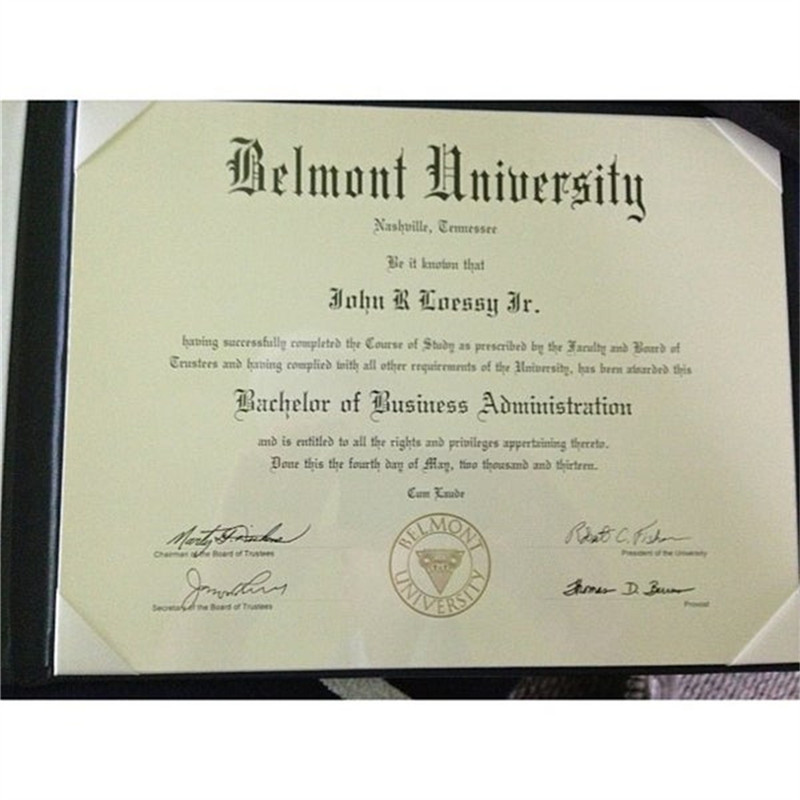 Belmont University
Nashville, Tennessee
Be it known that
John R Loessy Jr.
having successfully completed the Course of Study as prescribed by the Faculty and Board of
Trustees and having complied with all other requirements of the University, has been awarded this
Bachelor of Business Administration
and is entitled to all the rights and privileges appertaining thereto.
Done this the fourth day of May, two thousand and thirteen.
Cum Laude
Chairman of the Board of Trustees
Robert C. Fisher
President of the University
Secretary of the Board of Trustees
Thomas D. Burns
Provost
BELMONT UNIVERSITY